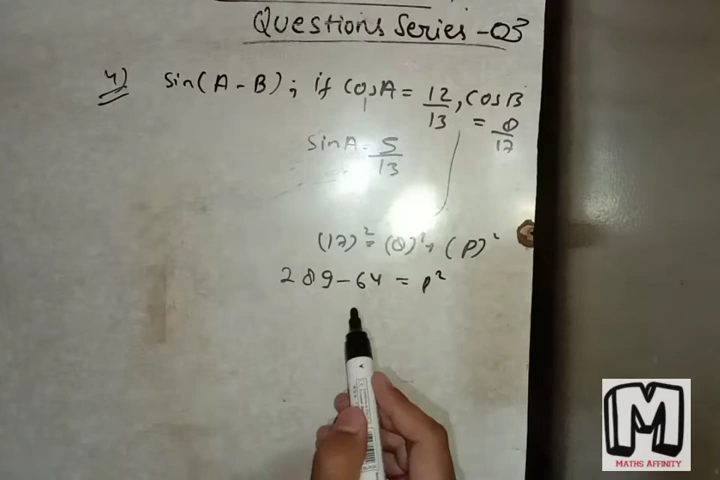 Questions Series - 03
4) sin(A - B); if cosA = 12/13, cosB = 8/17
sinA = 5/13
(17)² = (8)² + (P)²
289 - 64 = p²
M
MATHS AFFINITY